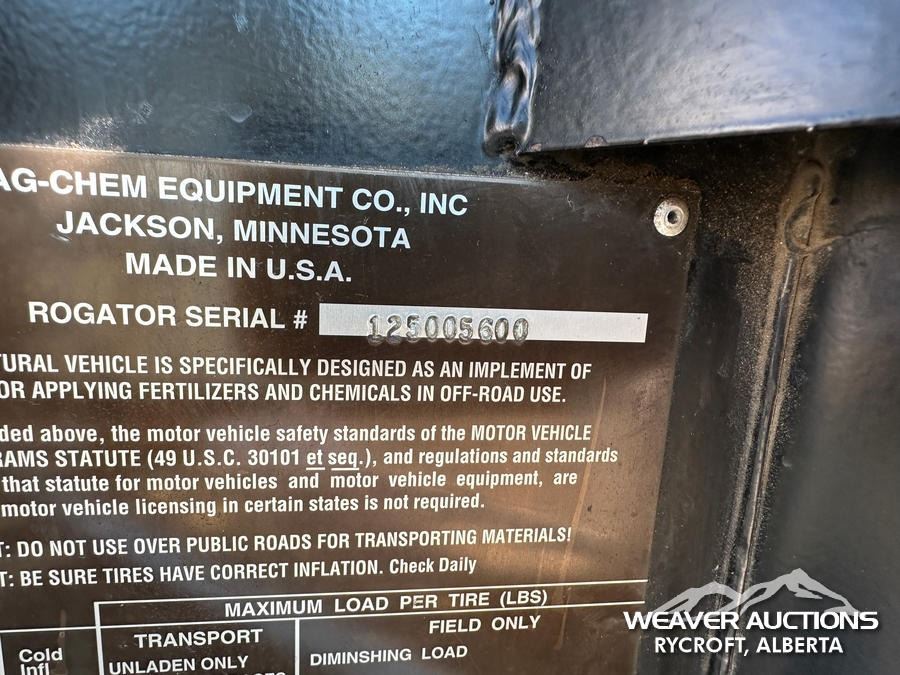 AG-CHEM EQUIPMENT CO., INC
JACKSON, MINNESOTA
MADE IN U.S.A.
ROGATOR SERIAL # 125005600
TURAL VEHICLE IS SPECIFICALLY DESIGNED AS AN IMPLEMENT OF
OR APPLYING FERTILIZERS AND CHEMICALS IN OFF-ROAD USE.
ded above, the motor vehicle safety standards of the MOTOR VEHICLE
RAMS STATUTE (49 U.S.C. 30101 et seq.), and regulations and standards
that statute for motor vehicles and motor vehicle equipment, are
motor vehicle licensing in certain states is not required.
T: DO NOT USE OVER PUBLIC ROADS FOR TRANSPORTING MATERIALS!
T: BE SURE TIRES HAVE CORRECT INFLATION. Check Daily
MAXIMUM LOAD PER TIRE (LBS)
TRANSPORT
FIELD ONLY
Cold
Infl
UNLADEN ONLY
DIMINSHING LOAD
WEAVER AUCTIONS
RYCROFT, ALBERTA